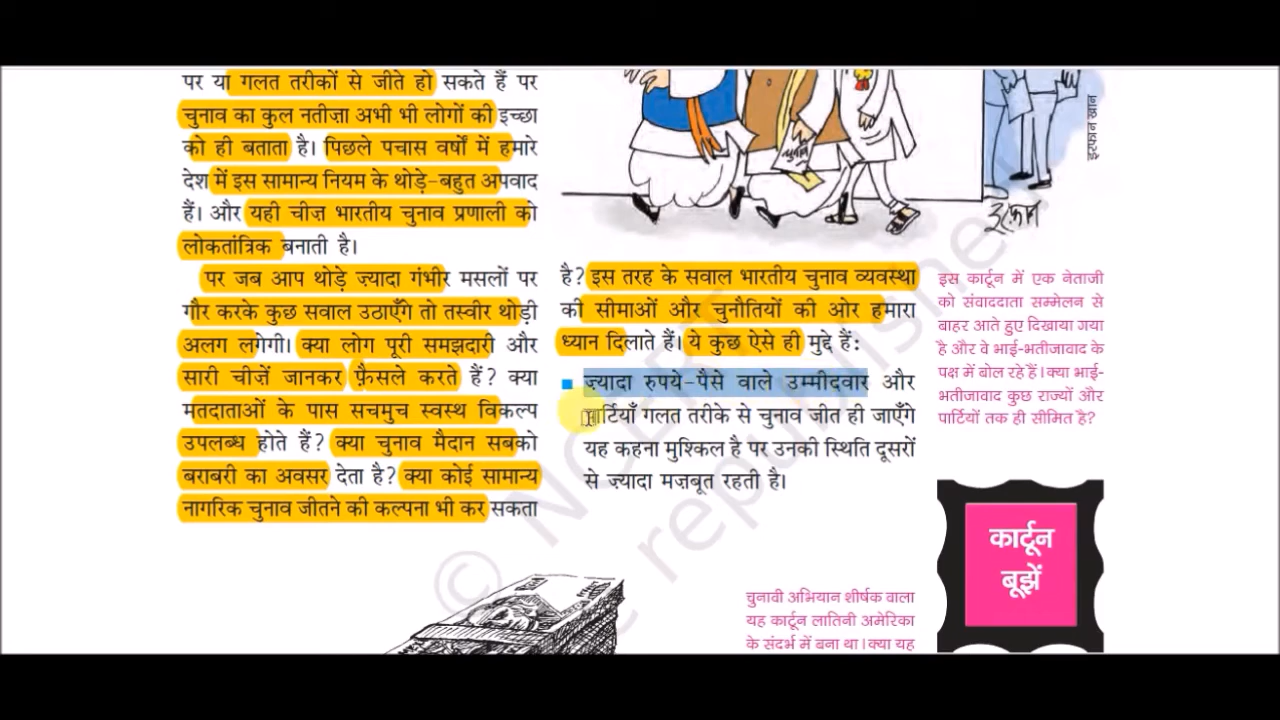 पर या गलत तरीकों से जीते हो सकते हैं पर
चुनाव का कुल नतीज़ा अभी भी लोगों की इच्छा
को ही बताता है। पिछले पचास वर्षों में हमारे
देश में इस सामान्य नियम के थोड़े-बहुत अपवाद
हैं। और यही चीज़ भारतीय चुनाव प्रणाली को
लोकतांत्रिक बनाती है।
पर जब आप थोड़े ज़्यादा गंभीर मसलों पर
गौर करके कुछ सवाल उठाएँगे तो तस्वीर थोड़ी
अलग लगेगी। क्या लोग पूरी समझदारी और
सारी चीज़ें जानकर फ़ैसले करते हैं? क्या
मतदाताओं के पास सचमुच स्वस्थ विकल्प
उपलब्ध होते हैं? क्या चुनाव मैदान सबको
बराबरी का अवसर देता है? क्या कोई सामान्य
नागरिक चुनाव जीतने की कल्पना भी कर सकता
है? इस तरह के सवाल भारतीय चुनाव व्यवस्था
की सीमाओं और चुनौतियों की ओर हमारा
ध्यान दिलाते हैं। ये कुछ ऐसे ही मुद्दे हैं:
ज़्यादा रुपये-पैसे वाले उम्मीदवार और
पार्टियाँ गलत तरीके से चुनाव जीत ही जाएँगे
यह कहना मुश्किल है पर उनकी स्थिति दूसरों
से ज़्यादा मज़बूत रहती है।
इरफान खान
इस कार्टून में एक नेताजी
को संवाददाता सम्मेलन से
बाहर आते हुए दिखाया गया
है और वे भाई-भतीजावाद के
पक्ष में बोल रहे हैं। क्या भाई-
भतीजावाद कुछ राज्यों और
पार्टियों तक ही सीमित है?
कार्टून
बूझें
चुनावी अभियान शीर्षक वाला
यह कार्टून लातिनी अमेरिका
के संदर्भ में बना था। क्या यह
© NCERT
republishe